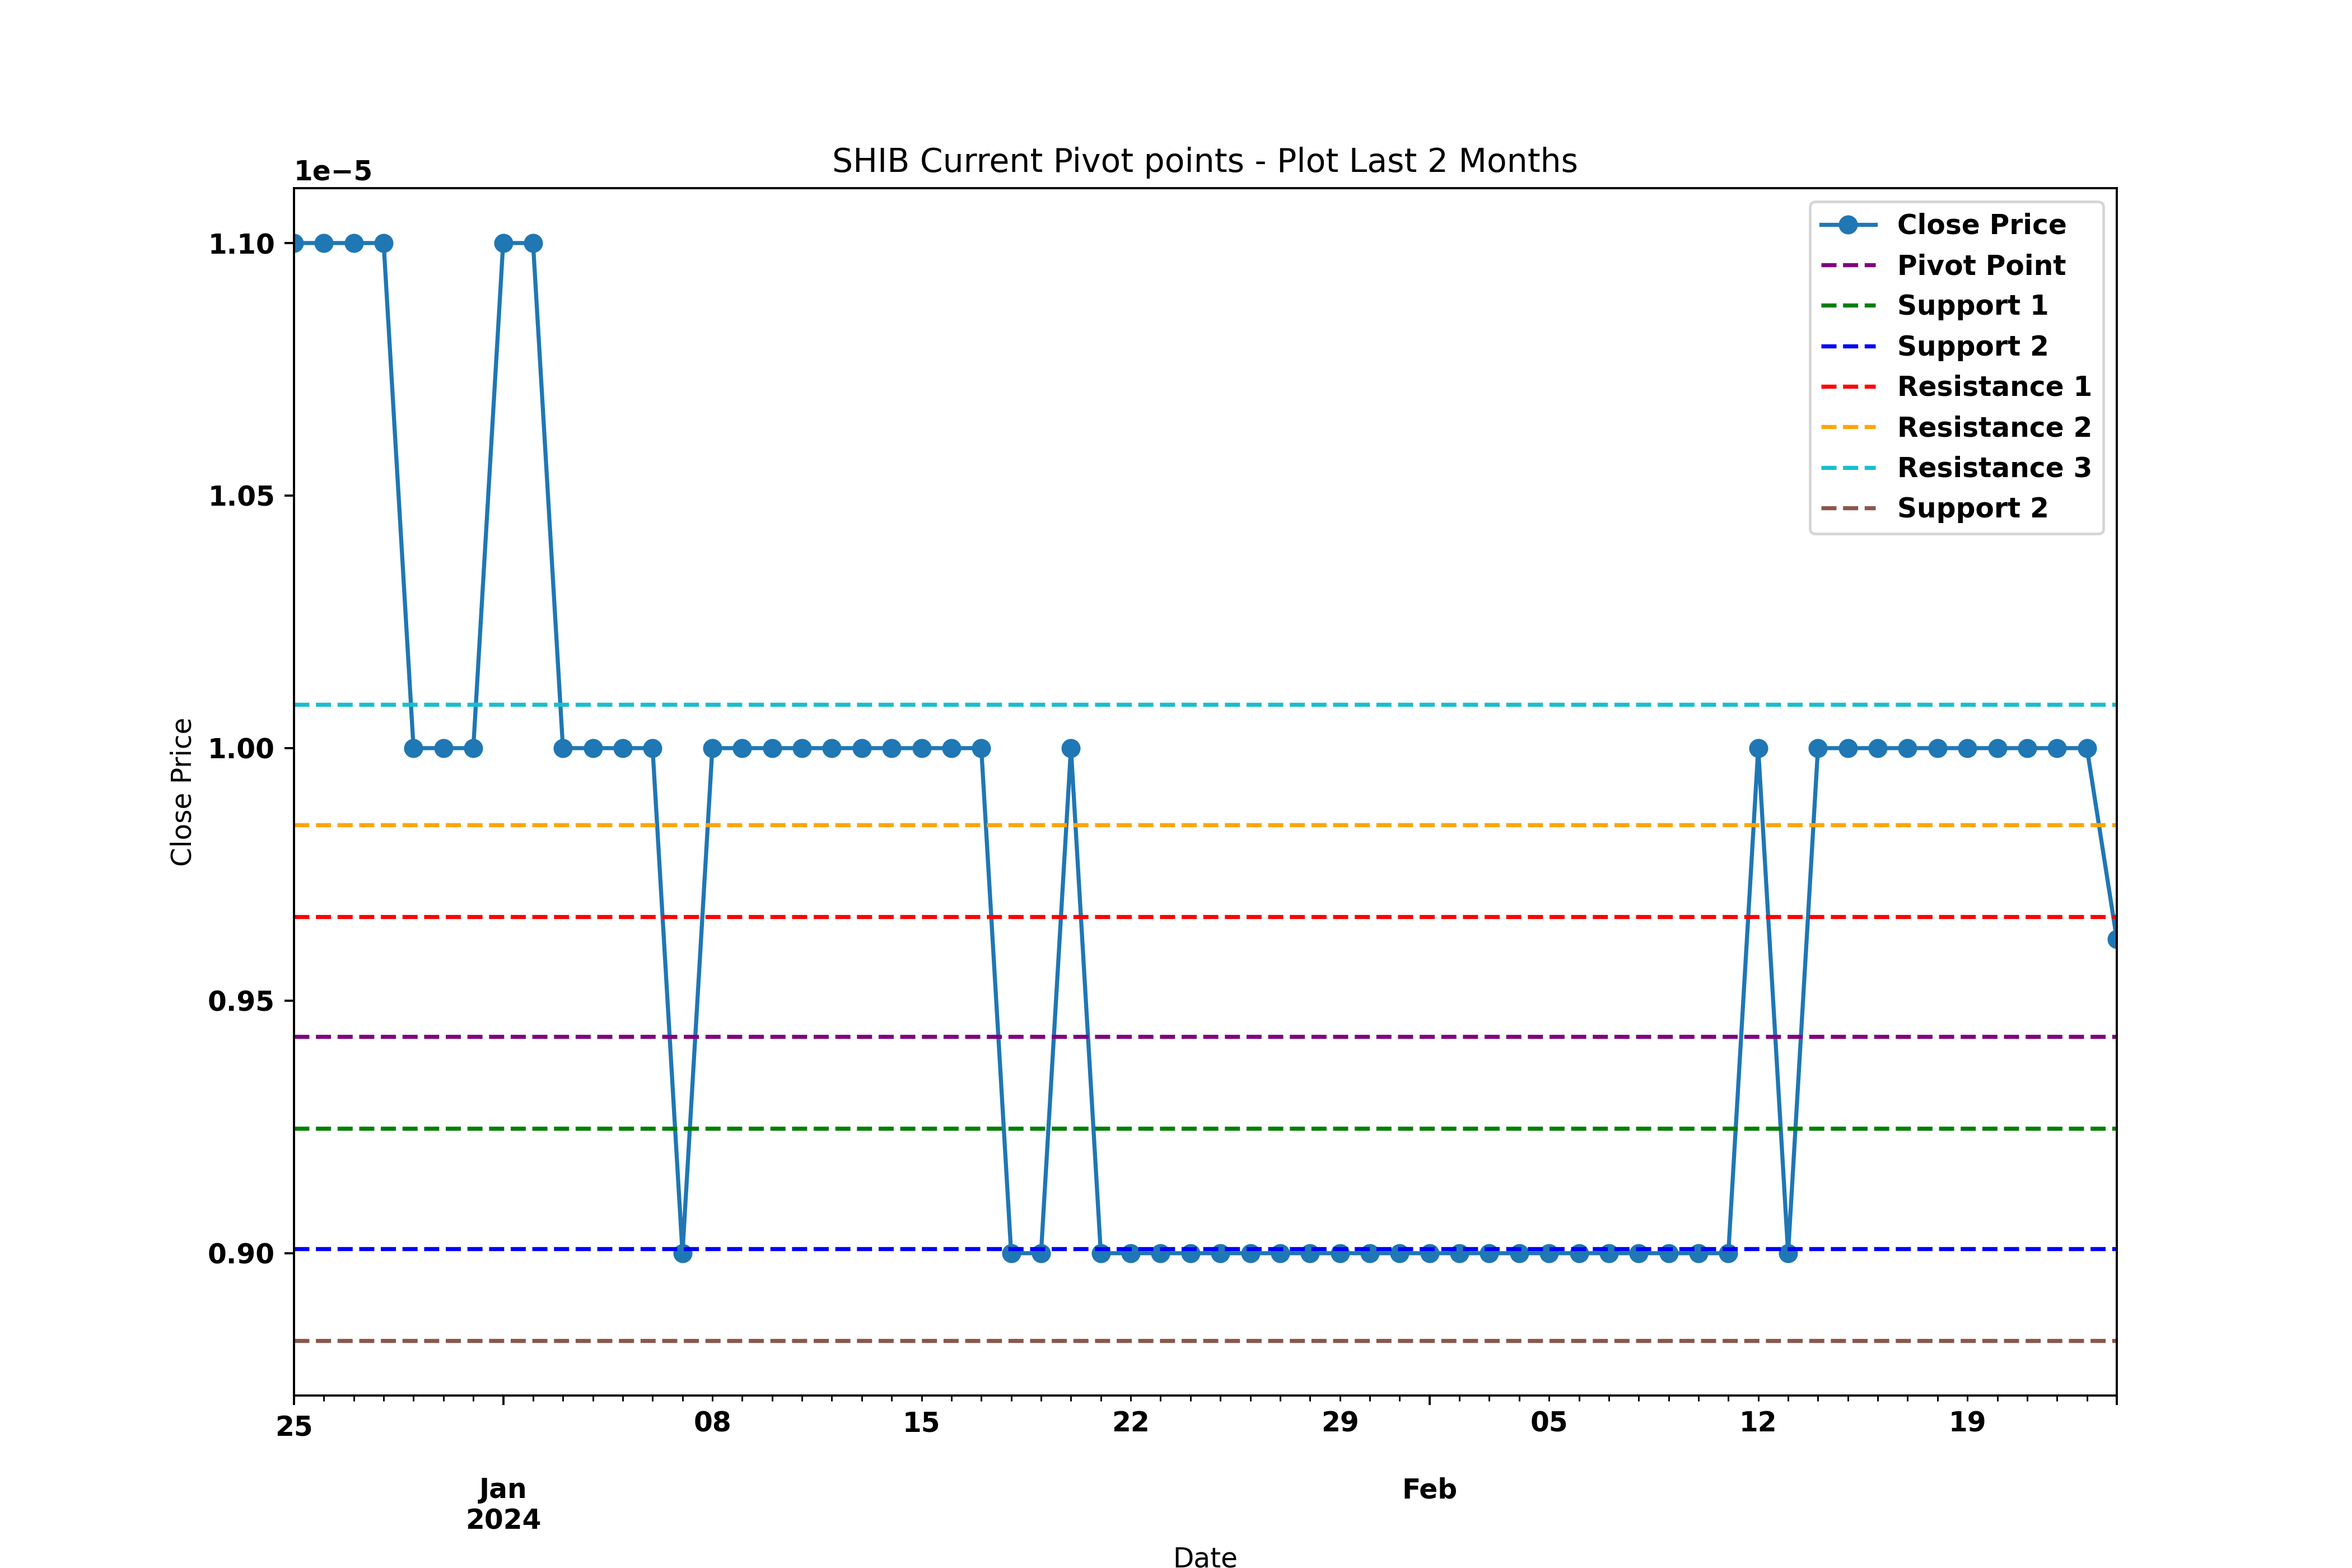 SHIB Current Pivot points - Plot Last 2 Months
1e−5
1.10
1.05
1.00
0.95
0.90
Close Price
Close Price
Pivot Point
Support 1
Support 2
Resistance 1
Resistance 2
Resistance 3
Support 2
25 08 15 22 29 05 12 19
Jan Feb
2024
Date